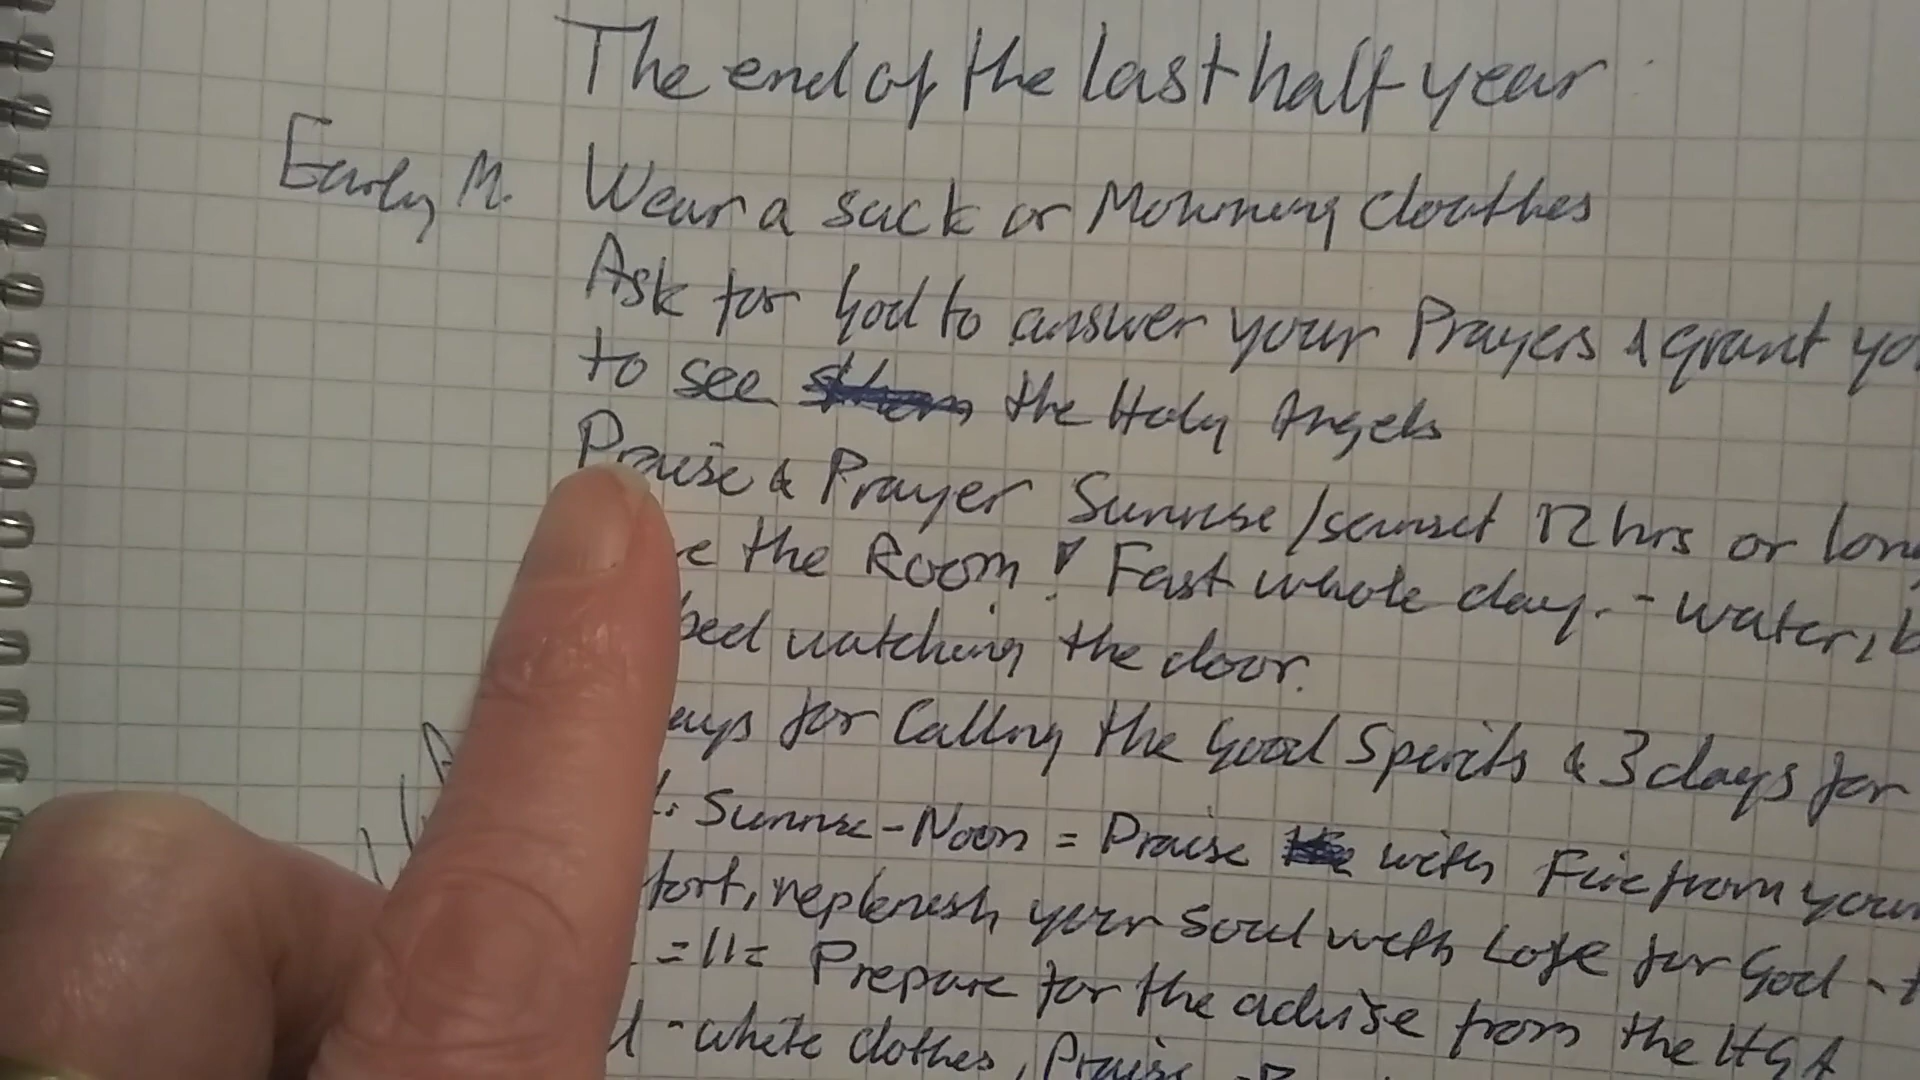 The end of the last half year
Early M. Wear a sack or Mourning cloathes
Ask for God to answer your Prayers & grant yo
to see the Holy Angels
Praise & Prayer Sunrise/sunset 12 hrs or lon
e the Room! Fast whole day. - water, b
bed watching the door.
ays for Calling the Good Spirits & 3 days for
Sunrise - Noon = Praise with Fire from your
fort, replenish your soul with Love for God -
= 11 = Prepare for the advise from the HGA
- white clothes, Praise